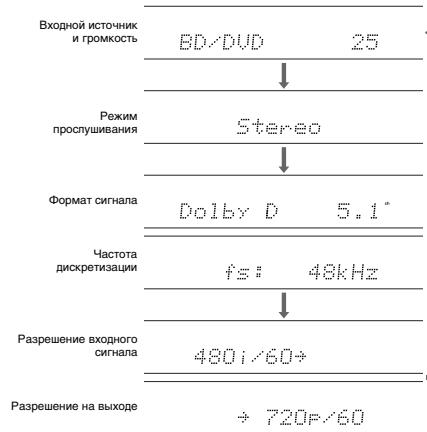 Входной источник
и громкость
BD/DVD 25
Режим
прослушивания
Stereo
Формат сигнала
Dolby D 5.1
Частота
дискретизации
fs: 48kHz
Разрешение входного
сигнала
480i/60→
Разрешение на выходе
→ 720p/60